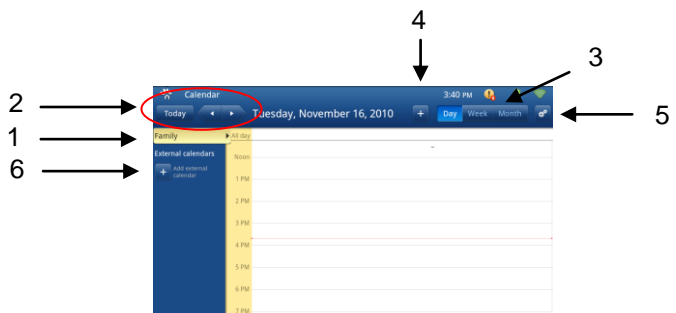 4
3
Calendar
3:40 PM
2
Today
Tuesday, November 16, 2010
+
Day Week Month
5
1
Family
All day
External calendars
Noon
6
+ Add external
calendar
1 PM
2 PM
3 PM
4 PM
5 PM
6 PM
7 PM